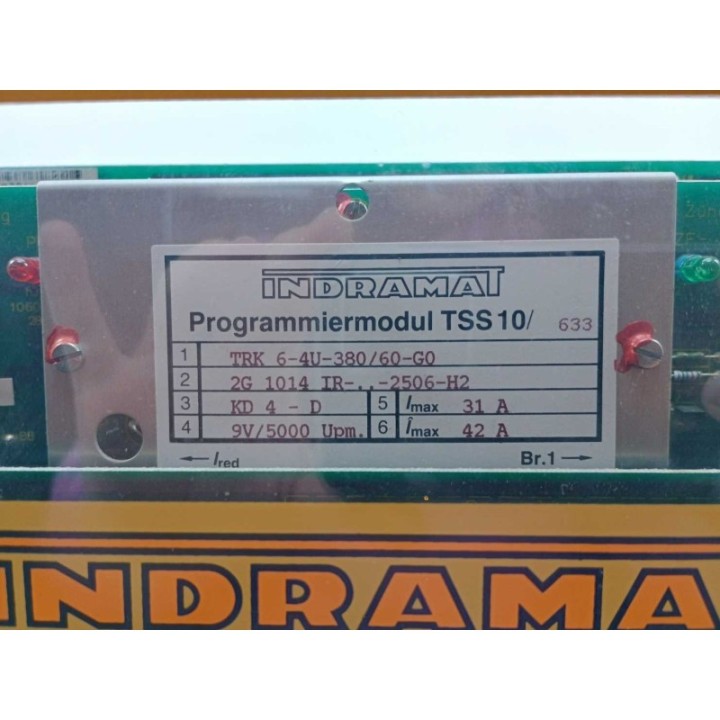 INDRAMAT
Programmiermodul TSS10/ 633
1 TRK 6-4U-380/60-G0
2 2G 1014 IR-..-2506-H2
3 KD 4 - D 5 Imax 31 A
4 9V/5000 Upm. 6 Îmax 42 A
← Ired Br.1 →
INDRAMA